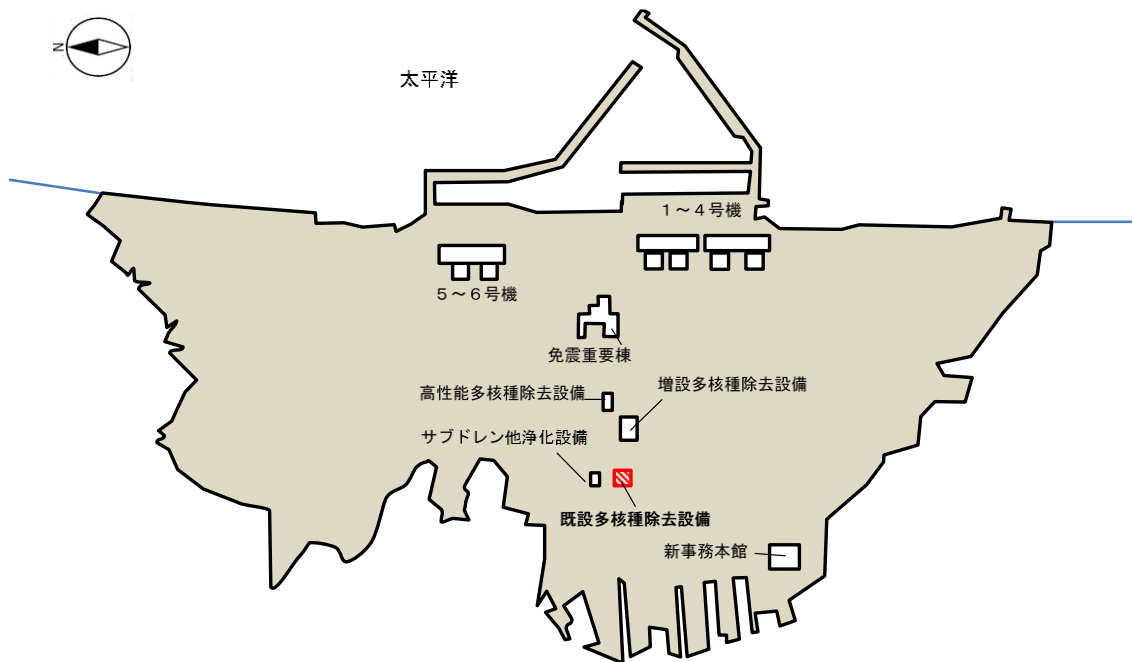 N
太平洋
1～4号機
5～6号機
免震重要棟
増設多核種除去設備
高性能多核種除去設備
サブドレン他浄化設備
既設多核種除去設備
新事務本館